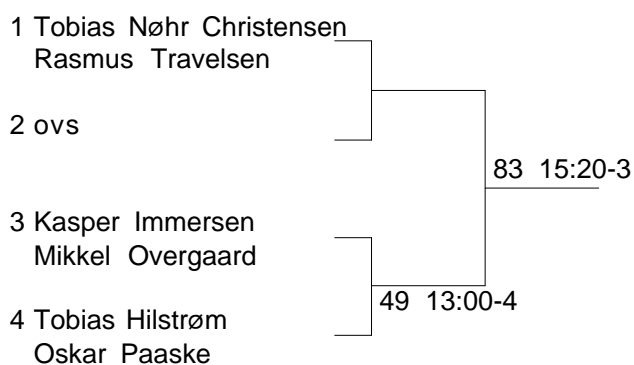 1 Tobias Nøhr Christensen
Rasmus Travelsen
2 ovs
83 15:20-3
3 Kasper Immersen
Mikkel Overgaard
49 13:00-4
4 Tobias Hilstrøm
Oskar Paaske